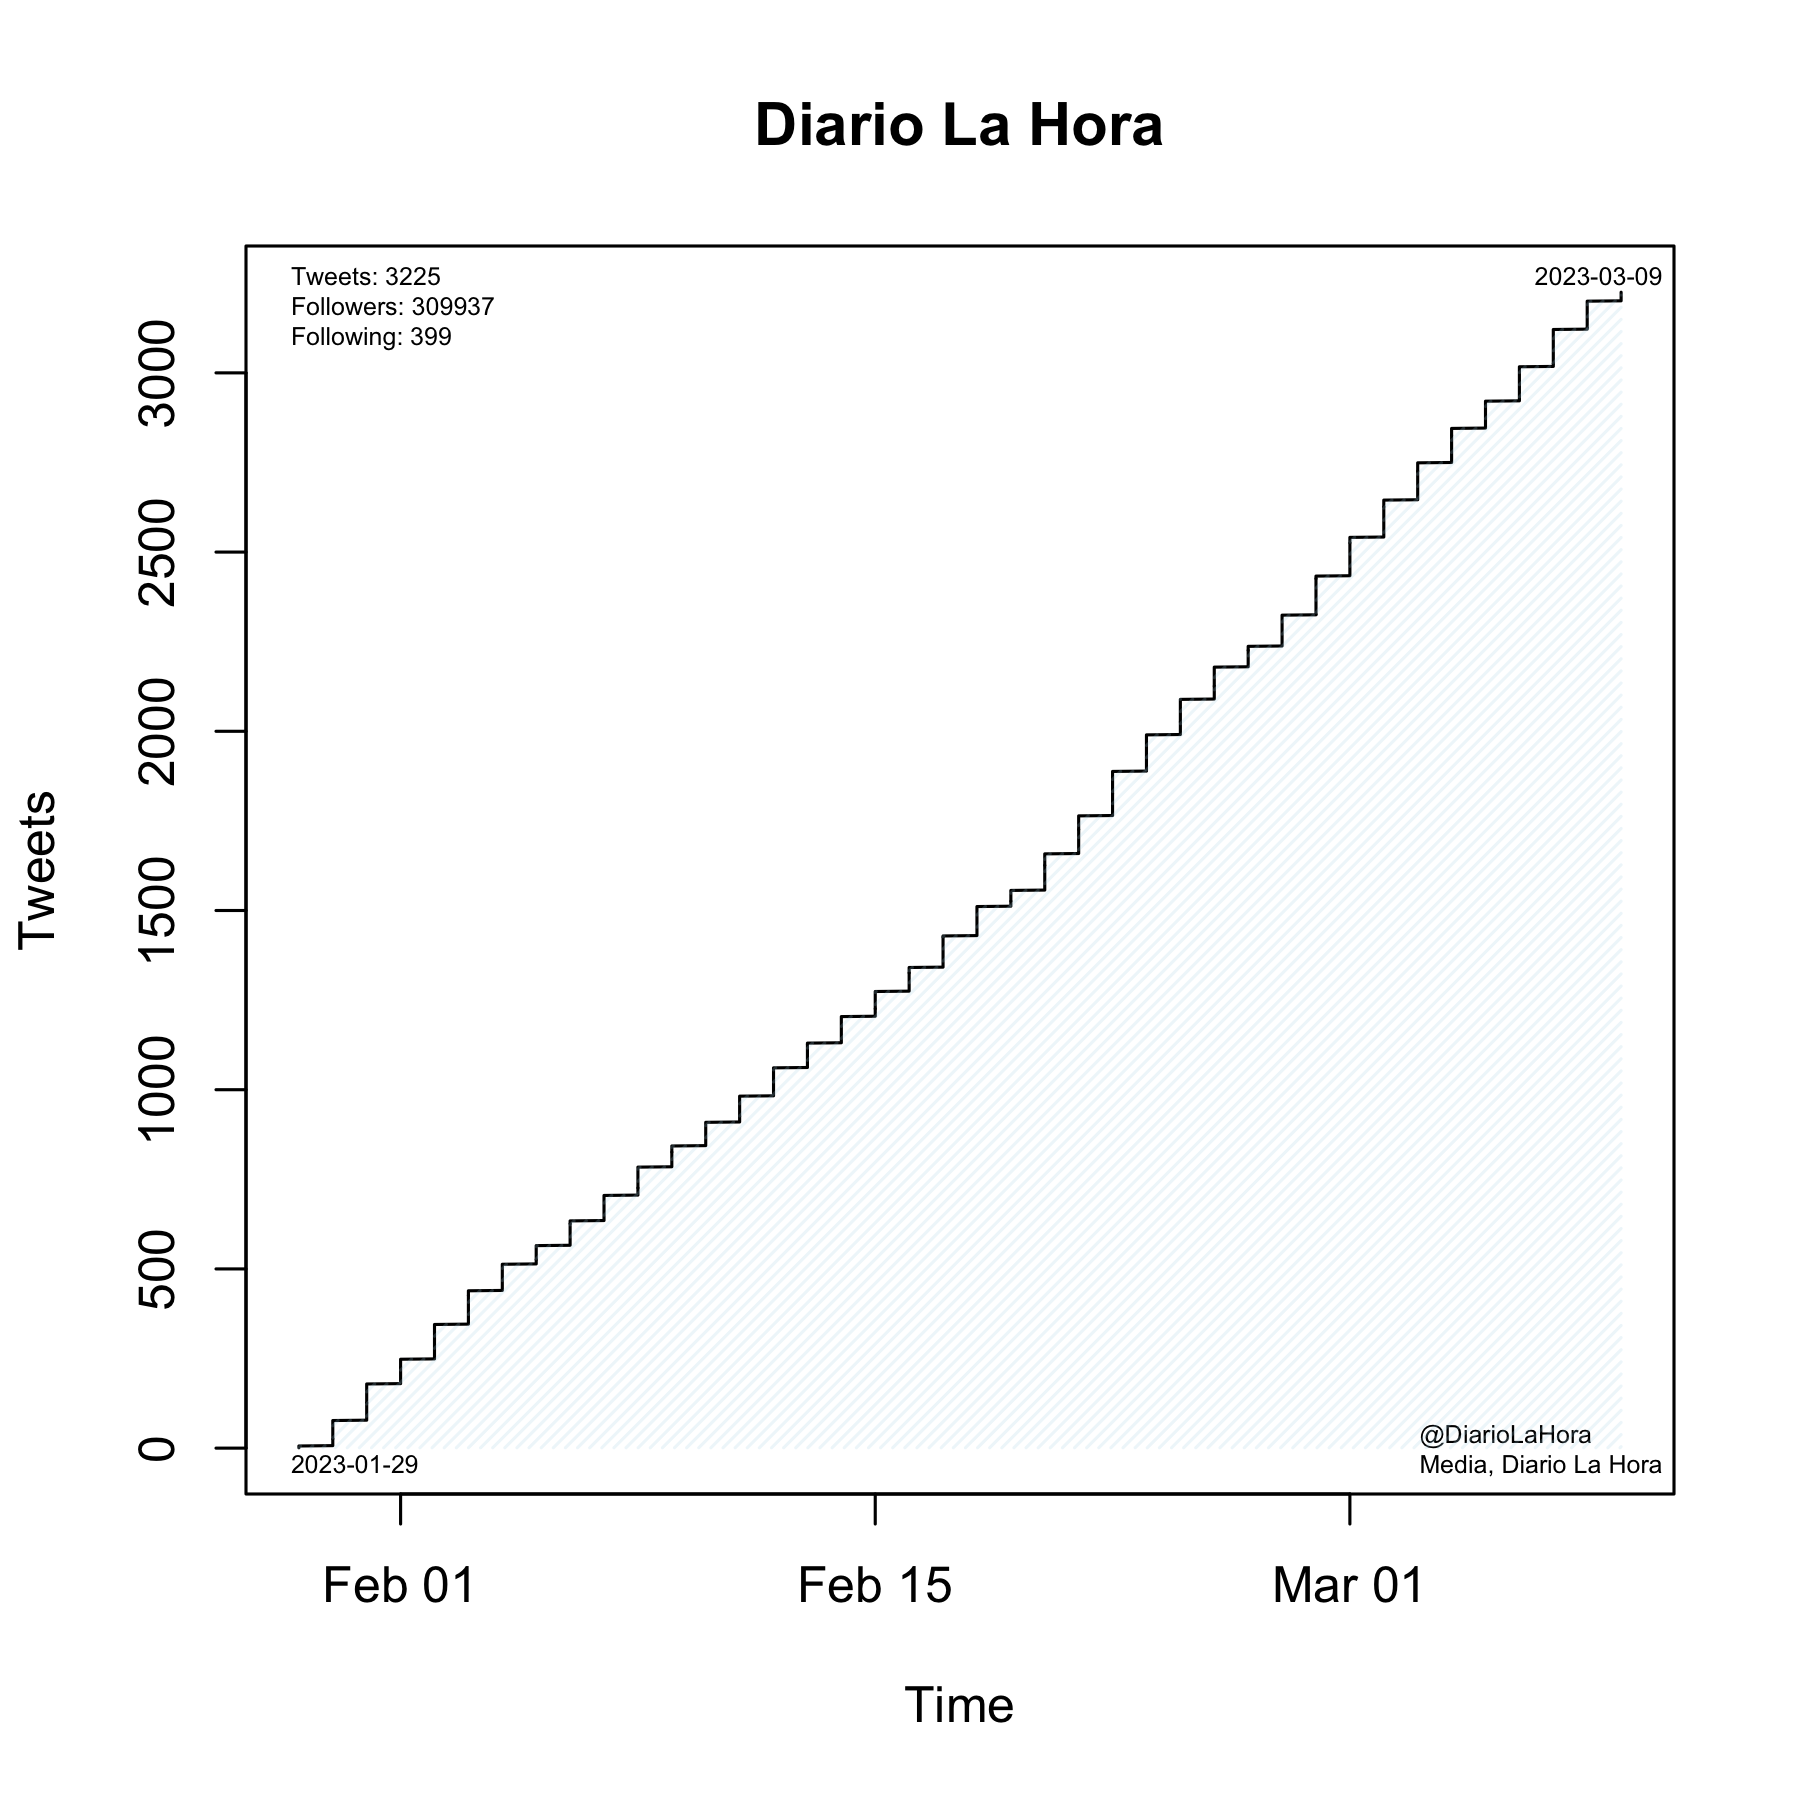 Diario La Hora
Tweets: 3225
Followers: 309937
Following: 399
2023-03-09
3000
2500
2000
1500
1000
500
0
Tweets
2023-01-29
@DiarioLaHora
Media, Diario La Hora
Feb 01
Feb 15
Mar 01
Time